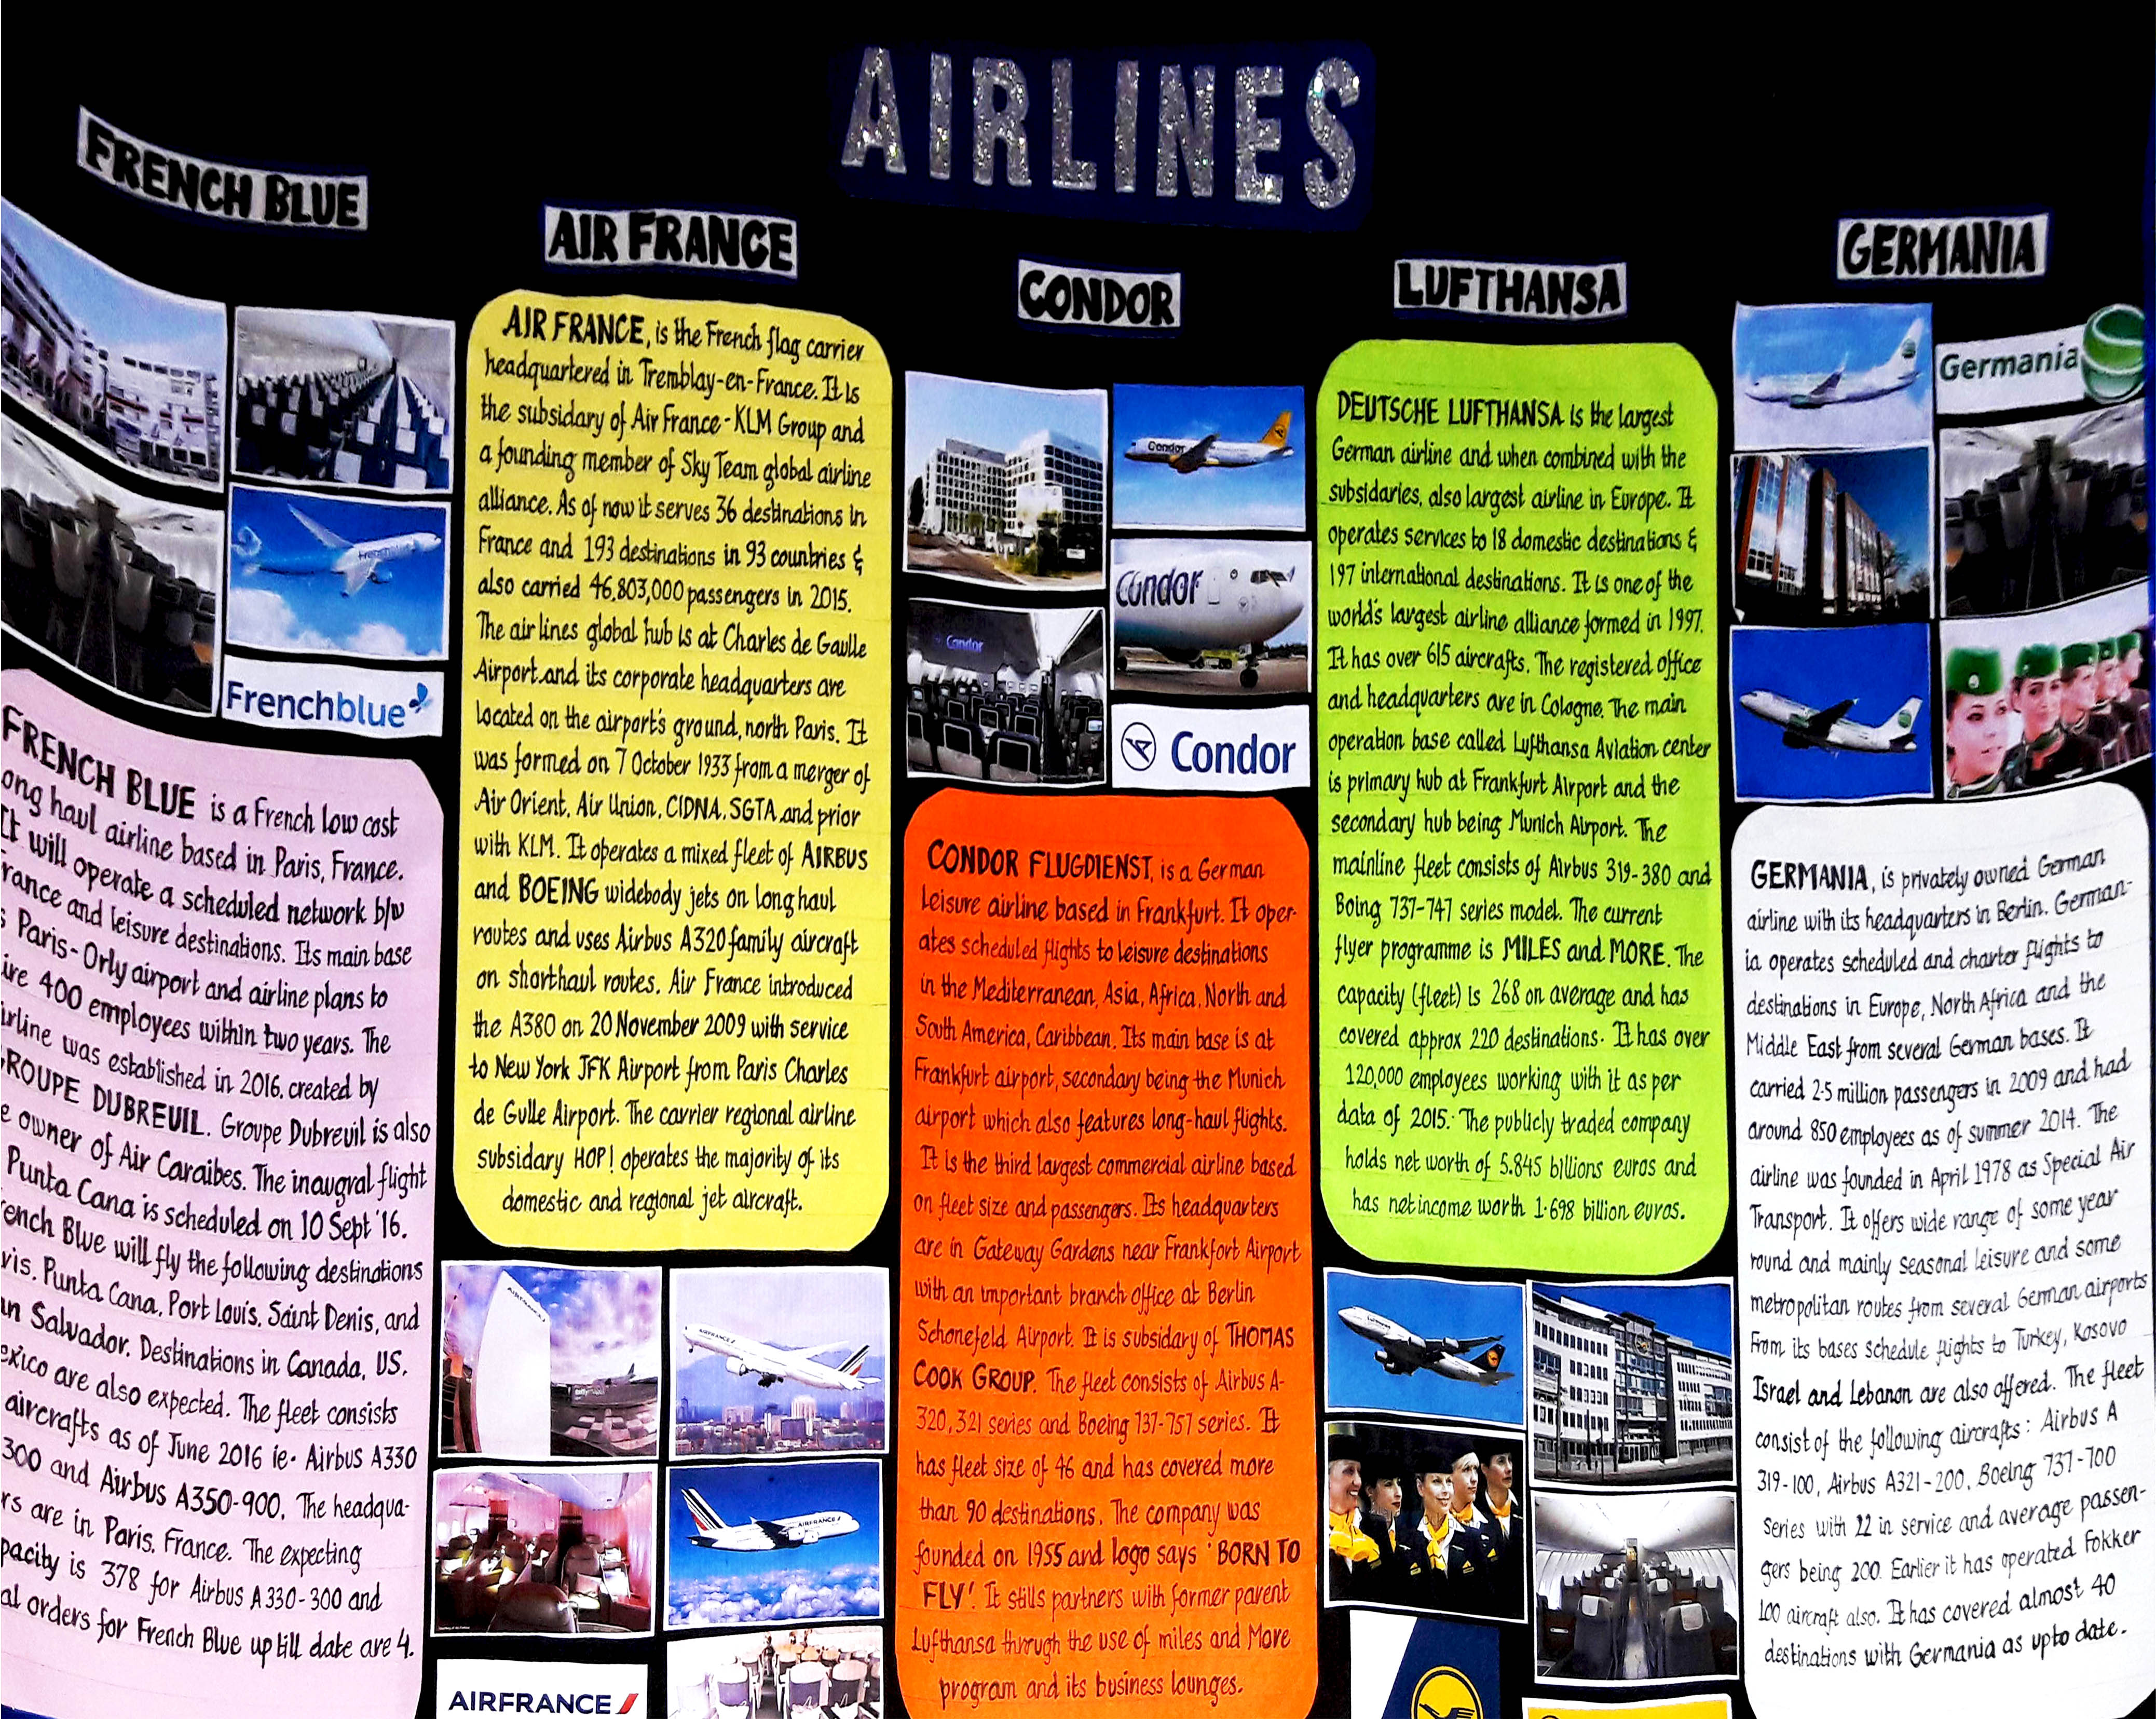 AIRLINES
FRENCH BLUE
Frenchblue
FRENCH BLUE is a French low cost
ong haul airline based in Paris, France.
It will operate a scheduled network b/w
rance and leisure destinations. Its main base
s Paris-Orly airport and airline plans to
ire 400 employees within two years. The
irline was established in 2016, created by
GROUPE DUBREUIL. Groupe Dubreuil is also
e owner of Air Caraibes. The inaugral flight
Punta Cana is scheduled on 10 Sept '16.
rench Blue will fly the following destinations
vis. Punta Cana, Port Louis, Saint Denis, and
an Salvador. Destinations in Canada, US,
exico are also expected. The fleet consists
aircrafts as of June 2016 ie. Airbus A330
300 and Airbus A350-900. The headqua-
rs are in Paris, France. The expecting
pacity is 378 for Airbus A330-300 and
al orders for French Blue up till date are 4.
AIR FRANCE
AIR FRANCE, is the French flag carrier
headquartered in Tremblay-en-France. It is
the subsidary of Air France-KLM Group and
a founding member of Sky Team global airline
alliance. As of now it serves 36 destinations in
France and 193 destinations in 93 countries &
also carried 46,803,000 passengers in 2015.
The air lines global hub is at Charles de Gaulle
Airport and its corporate headquarters are
located on the airport's ground, north Paris. It
was formed on 7 October 1933 from a merger of
Air Orient, Air Union, CIDNA, SGTA and prior
with KLM. It operates a mixed fleet of AIRBUS
and BOEING widebody jets on long haul
routes and uses Airbus A320 family aircraft
on shorthaul routes. Air France introduced
the A380 on 20 November 2009 with service
to New York JFK Airport from Paris Charles
de Gulle Airport. The carrier regional airline
subsidary HOP! operates the majority of its
domestic and regional jet aircraft.
AIRFRANCE
AIRFRANCE
AIRFRANCE
AIRFRANCE
CONDOR
Condor
Condor
Condor
Condor
CONDOR FLUGDIENST, is a German
leisure airline based in Frankfurt. It oper-
ates scheduled flights to leisure destinations
in the Mediterranean, Asia, Africa, North and
South America, Caribbean. Its main base is at
Frankfurt airport, secondary being the Munich
airport which also features long-haul flights.
It is the third largest commercial airline based
on fleet size and passengers. Its headquarters
are in Gateway Gardens near Frankfort Airport
with an important branch office at Berlin
Schonefeld Airport. It is subsidary of THOMAS
COOK GROUP. The fleet consists of Airbus A-
320, 321 series and Boeing 737-757 series. It
has fleet size of 46 and has covered more
than 90 destinations. The company was
founded on 1955 and logo says 'BORN TO
FLY! It stills partners with former parent
Lufthansa through the use of miles and More
program and its business lounges.
LUFTHANSA
DEUTSCHE LUFTHANSA is the largest
German airline and when combined with the
subsidaries, also largest airline in Europe. It
operates services to 18 domestic destinations &
197 international destinations. It is one of the
world's largest airline alliance formed in 1997.
It has over 615 aircrafts. The registered office
and headquarters are in Cologne. The main
operation base called Lufthansa Aviation center
is primary hub at Frankfurt Airport and the
secondary hub being Munich Airport. The
mainline fleet consists of Airbus 319-380 and
Boing 737-747 series model. The current
flyer programme is MILES and MORE. The
capacity (fleet) is 268 on average and has
covered approx 220 destinations. It has over
120,000 employees working with it as per
data of 2015. The publicly traded company
holds net worth of 5.845 billions euros and
has net income worth 1.698 billion euros.
GERMANIA
Germania
GERMANIA, is privately owned German
airline with its headquarters in Berlin. German-
ia operates scheduled and charter flights to
destinations in Europe, North Africa and the
Middle East from several German bases. It
carried 2.5 million passengers in 2009 and had
around 850 employees as of summer 2014. The
airline was founded in April 1978 as Special Air
Transport. It offers wide range of some year
round and mainly seasonal leisure and some
metropolitan routes from several German airports
From its bases schedule flights to Turkey, Kosovo
Israel and Lebanon are also offered. The fleet
consist of the following aircrafts : Airbus A
319-100, Airbus A321-200, Boeing 737-700
series with 22 in service and average passen-
gers being 200. Earlier it has operated Fokker
100 aircraft also. It has covered almost 40
destinations with Germania as upto date.